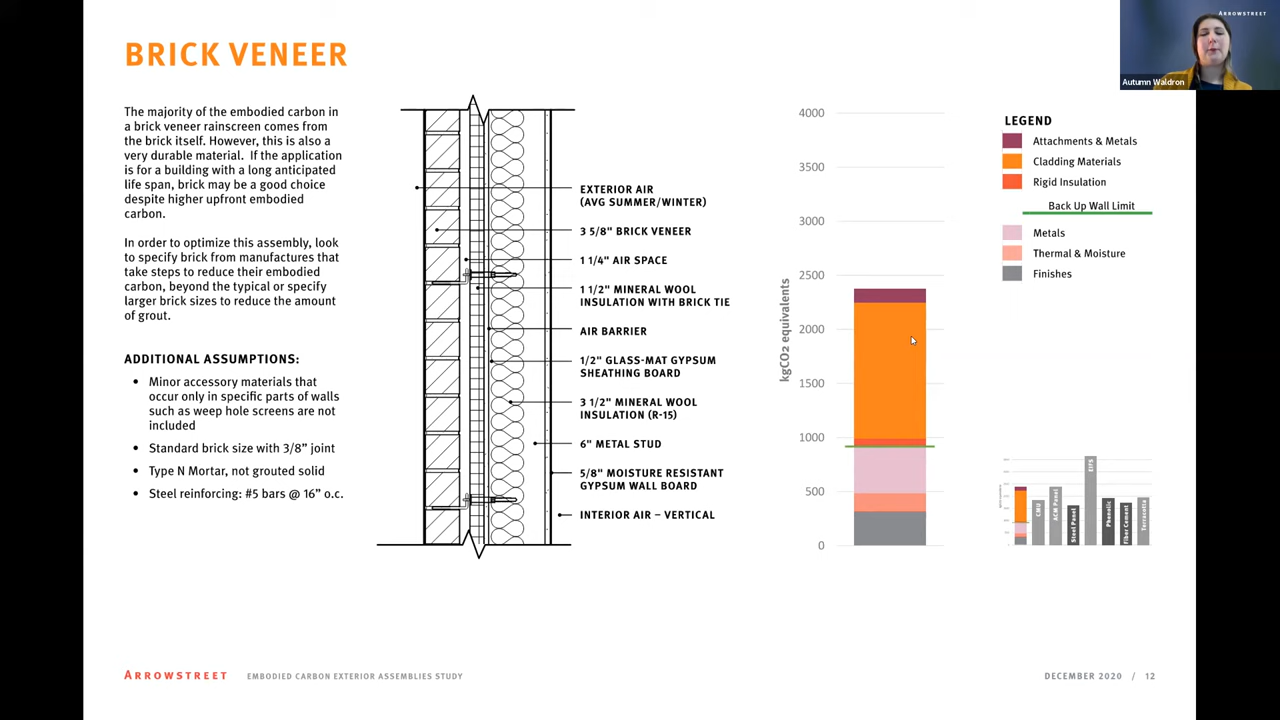 BRICK VENEER
The majority of the embodied carbon in
a brick veneer rainscreen comes from
the brick itself. However, this is also a
very durable material.  If the application
is for a building with a long anticipated
life span, brick may be a good choice
despite higher upfront embodied
carbon.
In order to optimize this assembly, look
to specify brick from manufactures that
take steps to reduce their embodied
carbon, beyond the typical or specify
larger brick sizes to reduce the amount
of grout.
ADDITIONAL ASSUMPTIONS:
• Minor accessory materials that
occur only in specific parts of walls
such as weep hole screens are not
included
• Standard brick size with 3/8" joint
• Type N Mortar, not grouted solid
• Steel reinforcing: #5 bars @ 16" o.c.
EXTERIOR AIR
(AVG SUMMER/WINTER)
3 5/8" BRICK VENEER
1 1/4" AIR SPACE
1 1/2" MINERAL WOOL
INSULATION WITH BRICK TIE
AIR BARRIER
1/2" GLASS-MAT GYPSUM
SHEATHING BOARD
3 1/2" MINERAL WOOL
INSULATION (R-15)
6" METAL STUD
5/8" MOISTURE RESISTANT
GYPSUM WALL BOARD
INTERIOR AIR – VERTICAL
kgCO2 equivalents
4000
3500
3000
2500
2000
1500
1000
500
0
LEGEND
Attachments & Metals
Cladding Materials
Rigid Insulation
Back Up Wall Limit
Metals
Thermal & Moisture
Finishes
CMU
ACM Panel
Steel Panel
EIFS
Phenolic
Fiber Cement
Terracotta
ARROWSTREET
Autumn Waldron
ARROWSTREET
EMBODIED CARBON EXTERIOR ASSEMBLIES STUDY
DECEMBER 2020 / 12